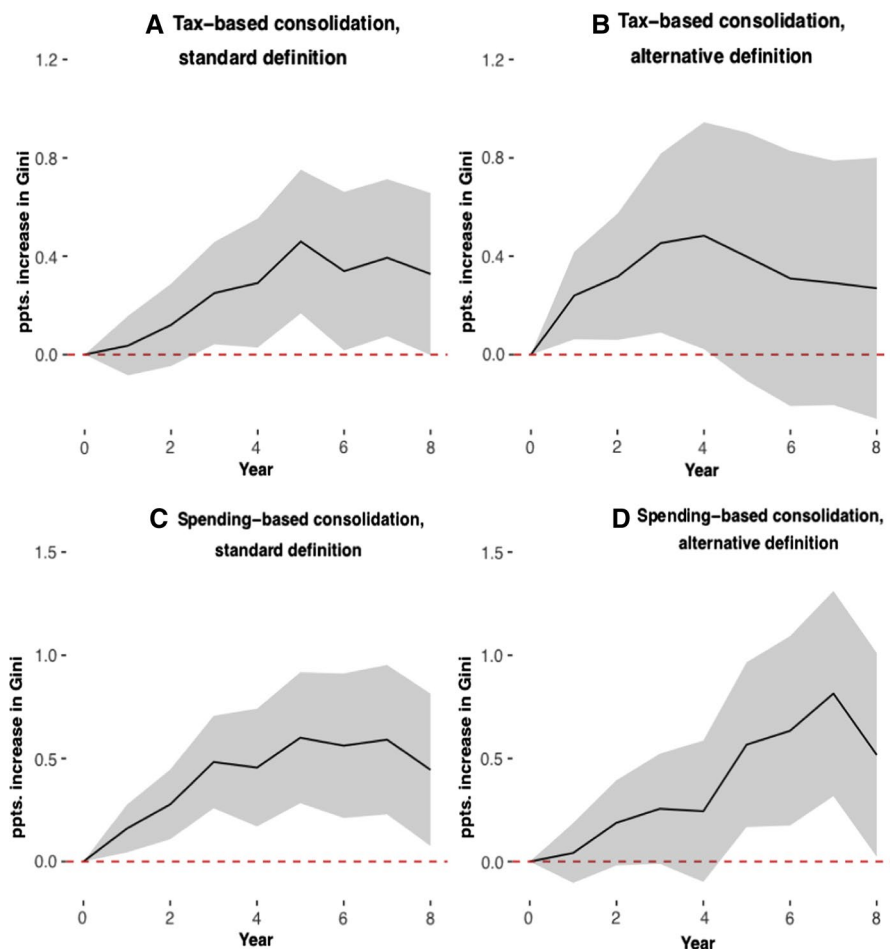 A Tax–based consolidation,
standard definition
1.2
0.8
0.4
0.0
ppts. increase in Gini
0 2 4 6 8
Year
B Tax–based consolidation,
alternative definition
1.2
0.8
0.4
0.0
ppts. increase in Gini
0 2 4 6 8
Year
C Spending–based consolidation,
standard definition
1.5
1.0
0.5
0.0
ppts. increase in Gini
0 2 4 6 8
Year
D Spending–based consolidation,
alternative definition
1.5
1.0
0.5
0.0
ppts. increase in Gini
0 2 4 6 8
Year